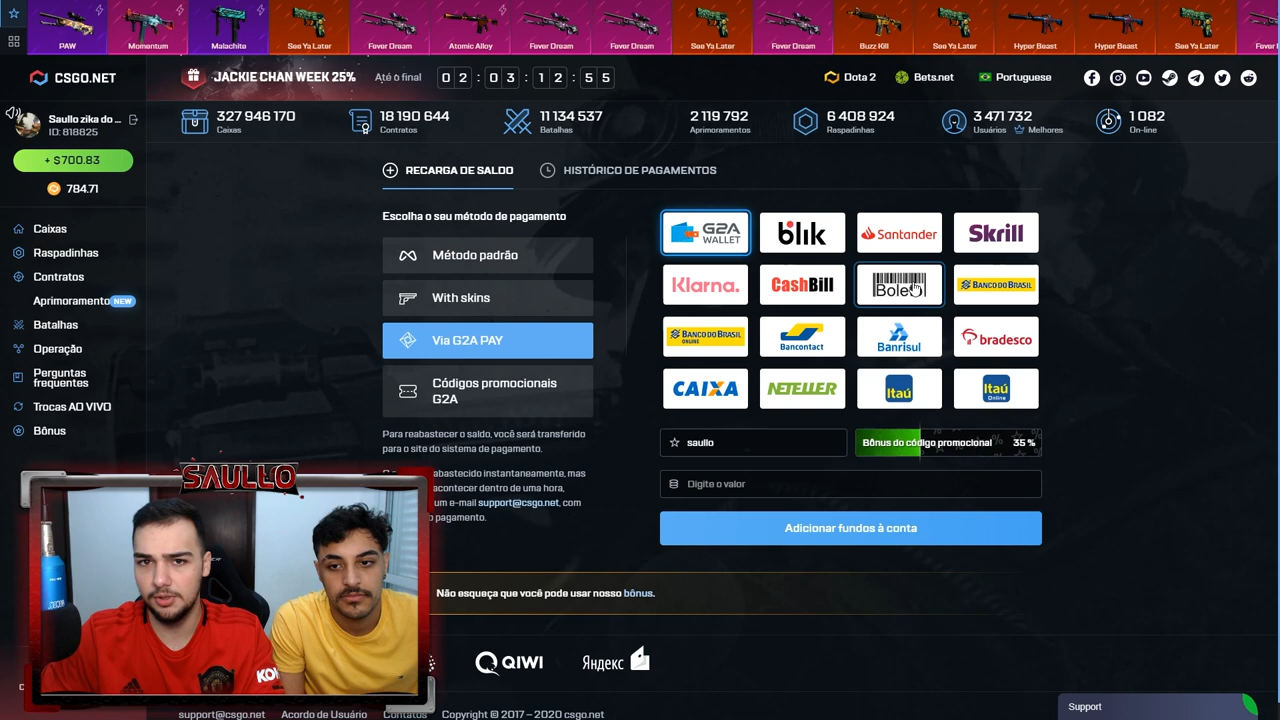 PAW
Momentum
Malachite
See Ya Later
Fever Dream
Atomic Alloy
Fever Dream
Fever Dream
See Ya Later
Fever Dream
Buzz Kill
See Ya Later
Hyper Beast
Hyper Beast
See Ya Later
Fever
CSGO.NET
JACKIE CHAN WEEK 25%
Até o final
0 2 : 0 3 : 1 2 : 5 5
Dota 2
Bets.net
Portuguese
Saullo zika do ...
ID: 818825
+ $700.83
784.71
327 946 170
Caixas
18 190 644
Contratos
11 134 537
Batalhas
2 119 792
Aprimoramentos
6 408 924
Raspadinhas
3 471 732
Usuários
Melhores
1 082
On-line
Caixas
Raspadinhas
Contratos
Aprimoramento NEW
Batalhas
Operação
Perguntas
frequentes
Trocas AO VIVO
Bônus
RECARGA DE SALDO
HISTÓRICO DE PAGAMENTOS
Escolha o seu método de pagamento
Método padrão
With skins
Via G2A PAY
Códigos promocionais
G2A
Para reabastecer o saldo, você será transferido
para o site do sistema de pagamento.
abastecido instantaneamente, mas
acontecer dentro de uma hora,
um e-mail support@csgo.net, com
pagamento.
G2A
WALLET
blik
Santander
Skrill
Klarna.
CashBill
Boleto
BANCO DO BRASIL
BANCO DO BRASIL
ONLINE
Bancontact
Banrisul
bradesco
CAIXA
NETELLER
Itaú
Itaú
Online
saullo
Bônus do código promocional 35 %
Digite o valor
Adicionar fundos à conta
Não esqueça que você pode usar nosso bônus.
SAULLO
QIWI
Яндекс
support@csgo.net
Acordo de Usuário
Contatos
Copyright © 2017 – 2020 csgo.net
Support